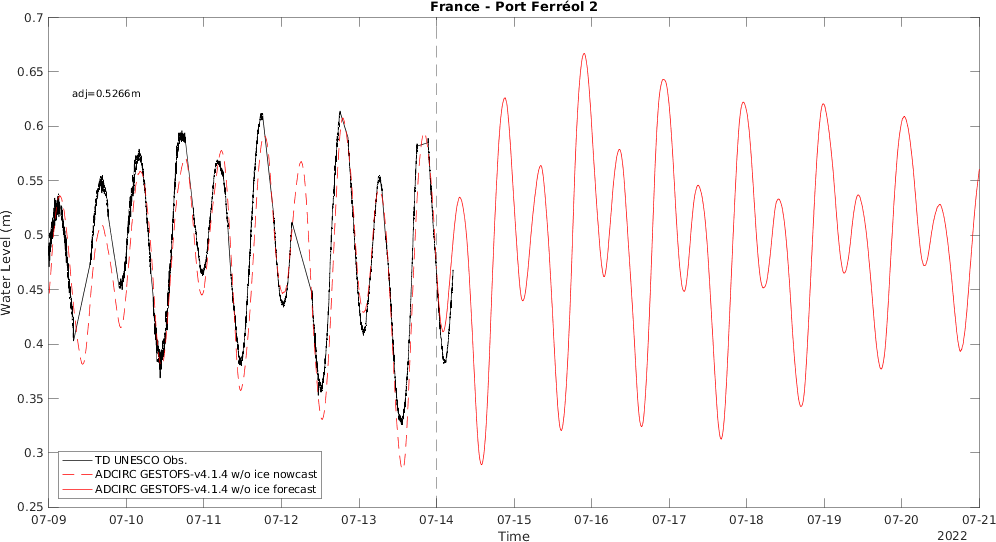 France - Port Ferréol 2
0.7
0.65
0.6
0.55
0.5
0.45
0.4
0.35
0.3
0.25
Water Level (m)
adj=0.5266m
TD UNESCO Obs.
ADCIRC GESTOFS-v4.1.4 w/o ice nowcast
ADCIRC GESTOFS-v4.1.4 w/o ice forecast
07-09 07-10 07-11 07-12 07-13 07-14 07-15 07-16 07-17 07-18 07-19 07-20 07-21
Time
2022